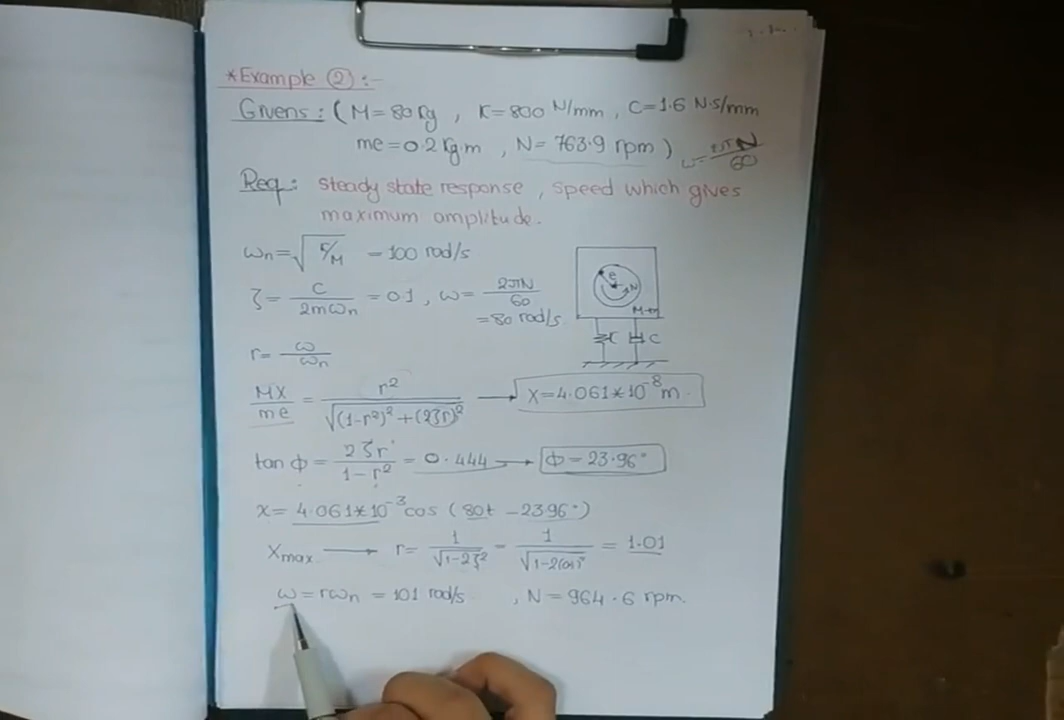 *Example ② :-
Givens : ( M = 80 kg , K = 800 N/mm , C = 1.6 N·s/mm
me = 0.2 kg m , N = 763.9 rpm ) ω = 2πN/60
Req : steady state response , speed which gives
maximum amplitude.
ωn = √(K/M) = 100 rad/s
ζ = C/2mωn = 0.1 , ω = 2πN/60
= 80 rad/s
r = ω/ωn
MX/me = r²/√((1-r²)²+(2ζr)²) → X = 4.061*10⁻⁸ m .
tan ϕ = 2ζr/1-r² = 0.444 → ϕ = 23.96°
x = 4.061*10⁻³ cos ( 80t - 23.96° )
Xmax → r = 1/√1-2ζ² = 1/√1-2(0.1)² = 1.01
ω = rωn = 101 rad/s , N = 964.6 rpm.
e
N
K C